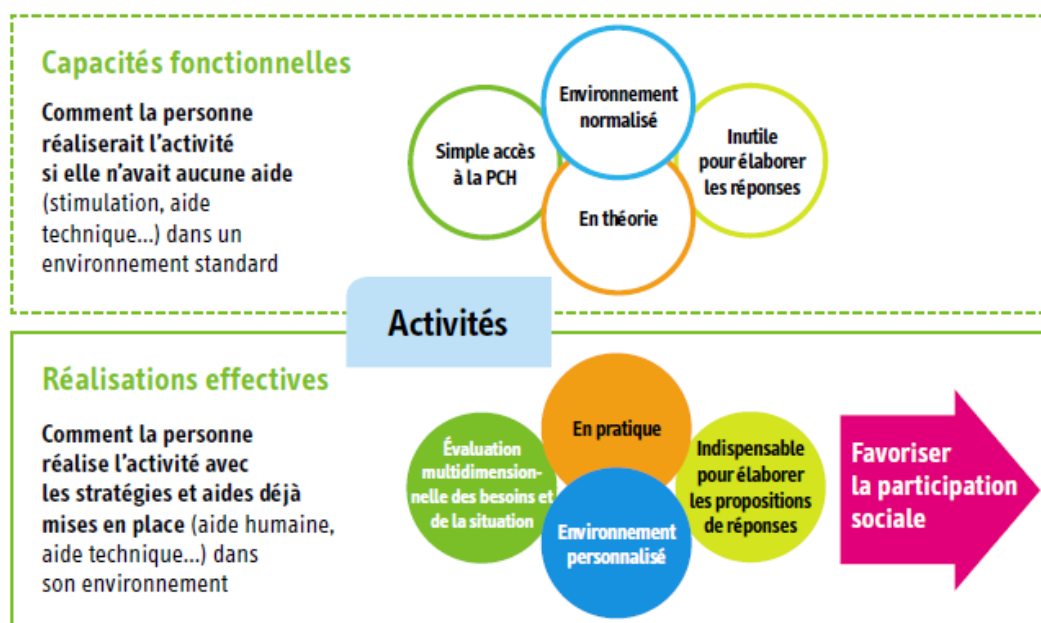 Capacités fonctionnelles
Comment la personne
réaliserait l'activité
si elle n'avait aucune aide
(stimulation, aide
technique...) dans un
environnement standard
Simple accès
à la PCH
Environnement
normalisé
En théorie
Inutile
pour élaborer
les réponses
Activités
Réalisations effectives
Comment la personne
réalise l'activité avec
les stratégies et aides déjà
mises en place (aide humaine,
aide technique...) dans
son environnement
Évaluation
multidimension-
nelle des besoins et
de la situation
En pratique
Environnement
personnalisé
Indispensable
pour élaborer
les propositions
de réponses
Favoriser
la participation
sociale